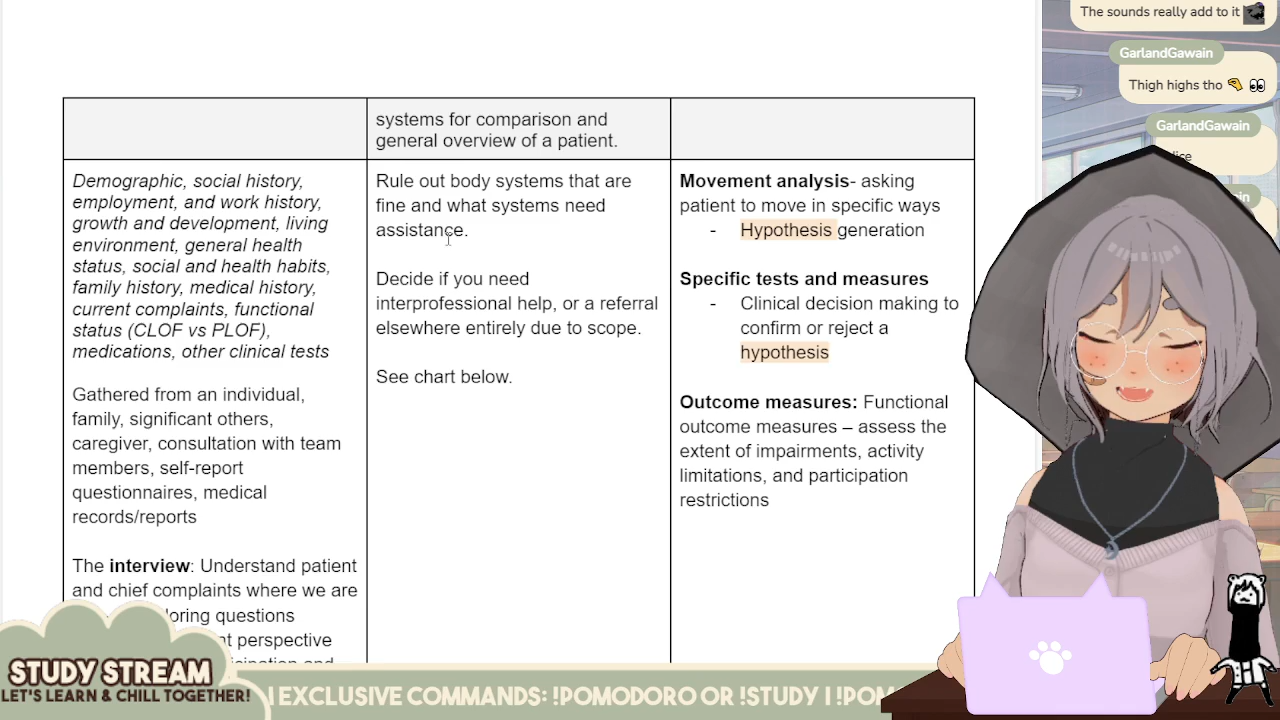 systems for comparison and
general overview of a patient.
Demographic, social history,
employment, and work history,
growth and development, living
environment, general health
status, social and health habits,
family history, medical history,
current complaints, functional
status (CLOF vs PLOF),
medications, other clinical tests
Gathered from an individual,
family, significant others,
caregiver, consultation with team
members, self-report
questionnaires, medical
records/reports
The interview: Understand patient
and chief complaints where we are
oring questions
t perspective
Rule out body systems that are
fine and what systems need
assistance.
Decide if you need
interprofessional help, or a referral
elsewhere entirely due to scope.
See chart below.
Movement analysis- asking
patient to move in specific ways
- Hypothesis generation
Specific tests and measures
- Clinical decision making to
confirm or reject a
hypothesis
Outcome measures: Functional
outcome measures – assess the
extent of impairments, activity
limitations, and participation
restrictions
The sounds really add to it
GarlandGawain
Thigh highs tho
GarlandGawain
STUDY STREAM
LET'S LEARN & CHILL TOGETHER!
EXCLUSIVE COMMANDS: !POMODORO OR !STUDY | !POM